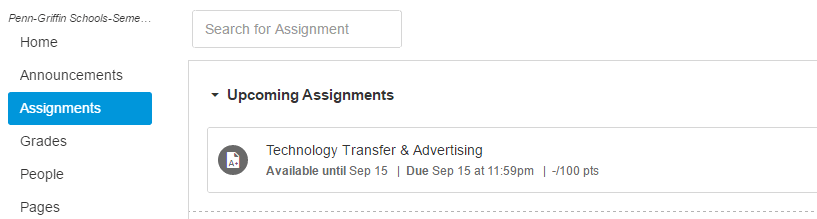 Penn-Griffin Schools-Seme...
Home
Announcements
Assignments
Grades
People
Pages
Search for Assignment
Upcoming Assignments
A+
Technology Transfer & Advertising
Available until Sep 15 | Due Sep 15 at 11:59pm | -/100 pts